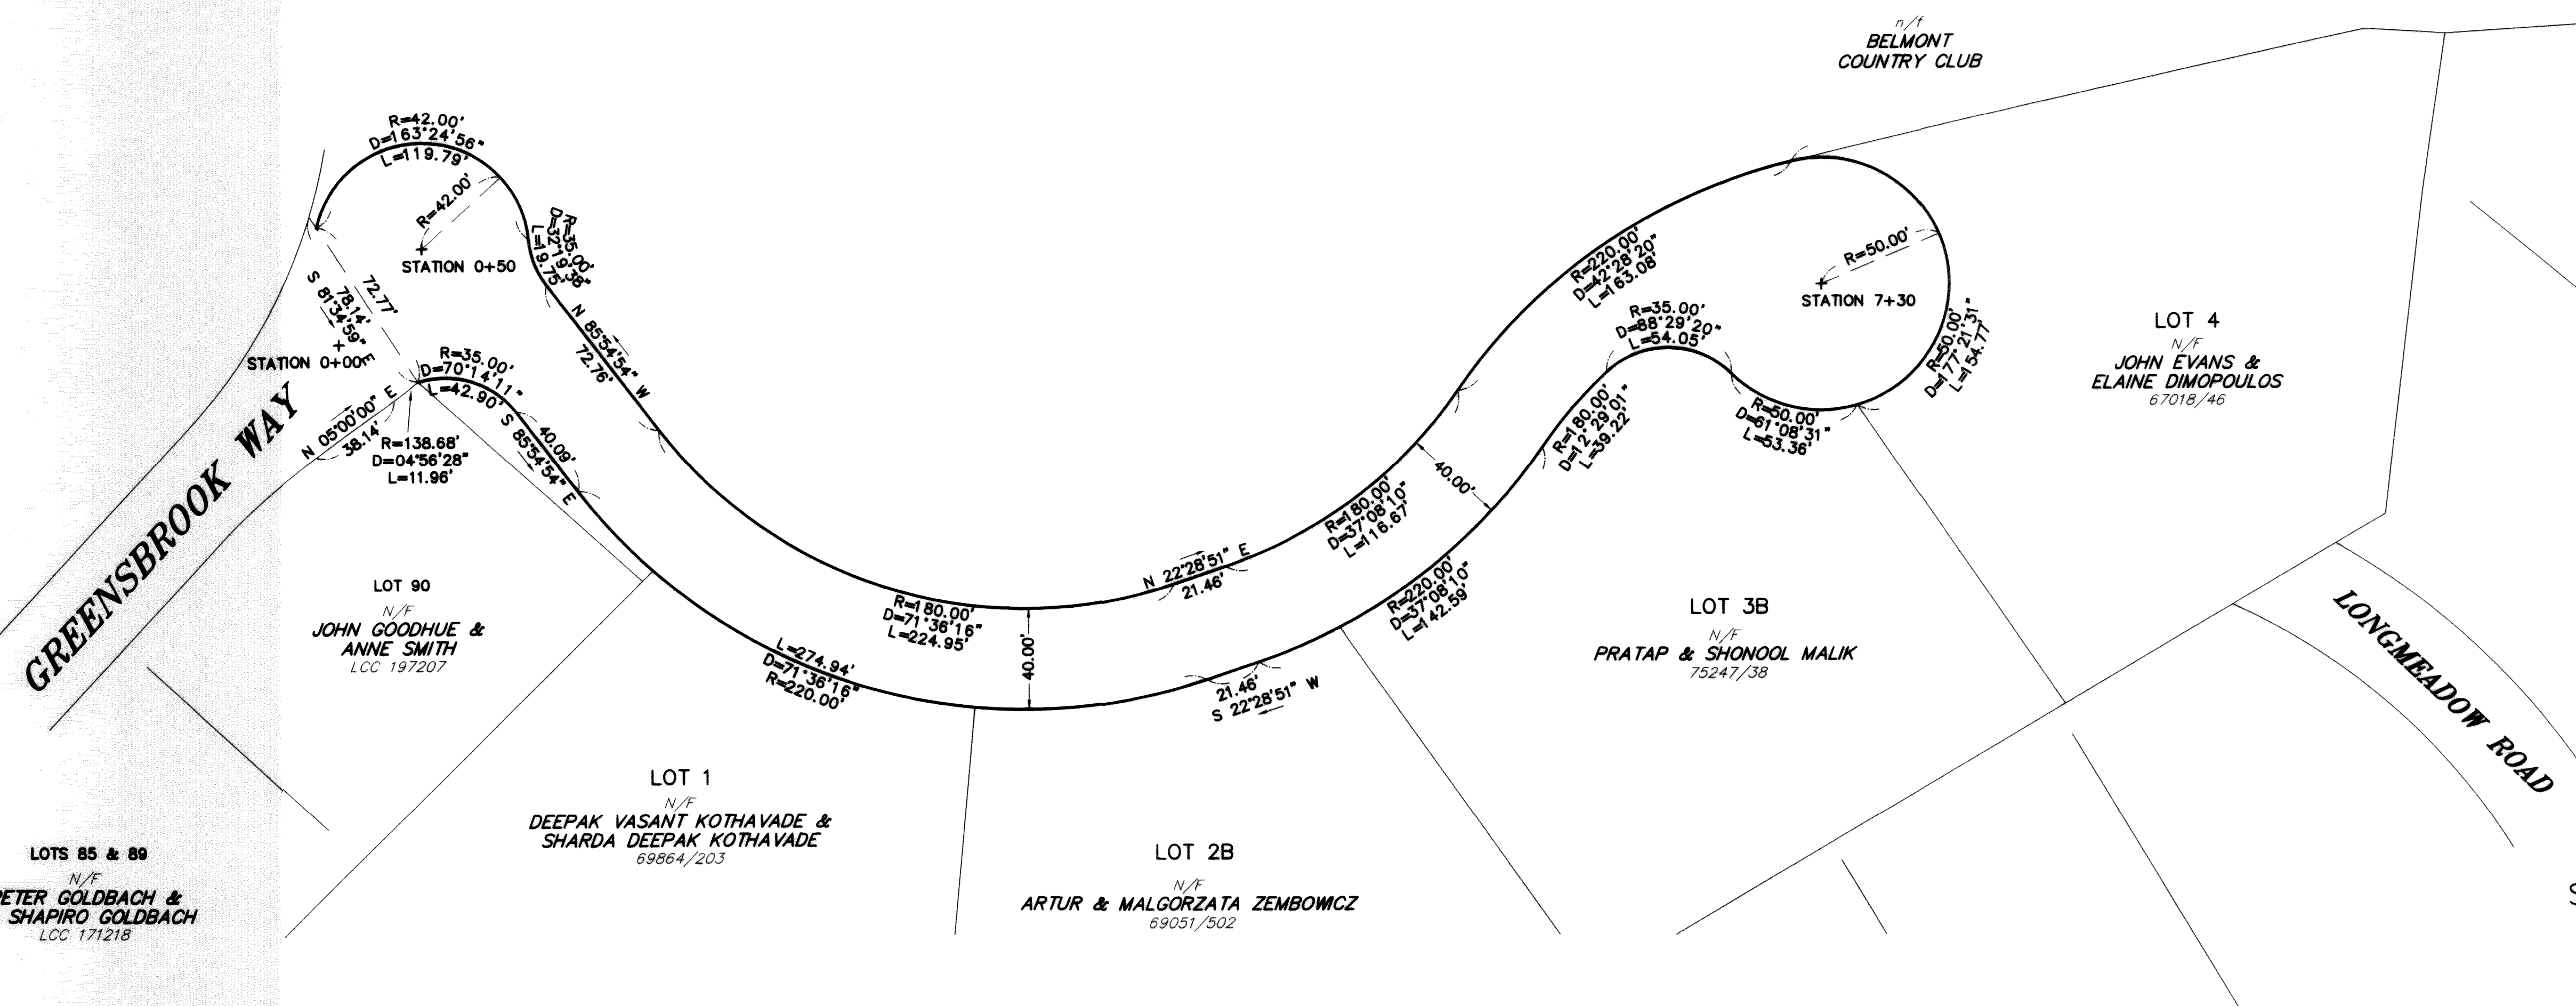 n/f
BELMONT
COUNTRY CLUB
R=42.00'
D=163°24'56"
L=119.79'
R=42.00'
STATION 0+50
R=35.00'
D=32°19'38"
L=19.75'
72.77'
78.14'
S 81°34'59" E
STATION 0+00
N 85°54'54" W
72.76'
R=35.00'
D=70°14'11"
L=42.90'
40.09'
S 85°54'54" E
N 05°00'00" E
38.14'
R=138.68'
D=04°56'28"
L=11.96'
GREENSBROOK WAY
R=220.00'
D=42°28'20"
L=163.08'
R=50.00'
STATION 7+30
R=35.00'
D=88°29'20"
L=54.05'
R=50.00'
D=177°21'31"
L=154.77'
R=50.00'
D=61°08'31"
L=53.36'
R=180.00'
D=12°29'01"
L=39.22'
40.00'
R=180.00'
D=37°08'10"
L=116.67'
R=220.00'
D=37°08'10"
L=142.59'
N 22°28'51" E
21.46'
R=180.00'
D=71°36'16"
L=224.95'
40.00'
L=274.94'
D=71°36'16"
R=220.00'
21.46'
S 22°28'51" W
LOT 4
N/F
JOHN EVANS &
ELAINE DIMOPOULOS
67018/46
LOT 90
N/F
JOHN GOODHUE &
ANNE SMITH
LCC 197207
LOT 3B
N/F
PRATAP & SHONOOL MALIK
75247/38
LONGMEADOW ROAD
LOT 1
N/F
DEEPAK VASANT KOTHAVADE &
SHARDA DEEPAK KOTHAVADE
69864/203
LOT 2B
N/F
ARTUR & MALGORZATA ZEMBOWICZ
69051/502
LOTS 85 & 89
N/F
PETER GOLDBACH &
SHAPIRO GOLDBACH
LCC 171218